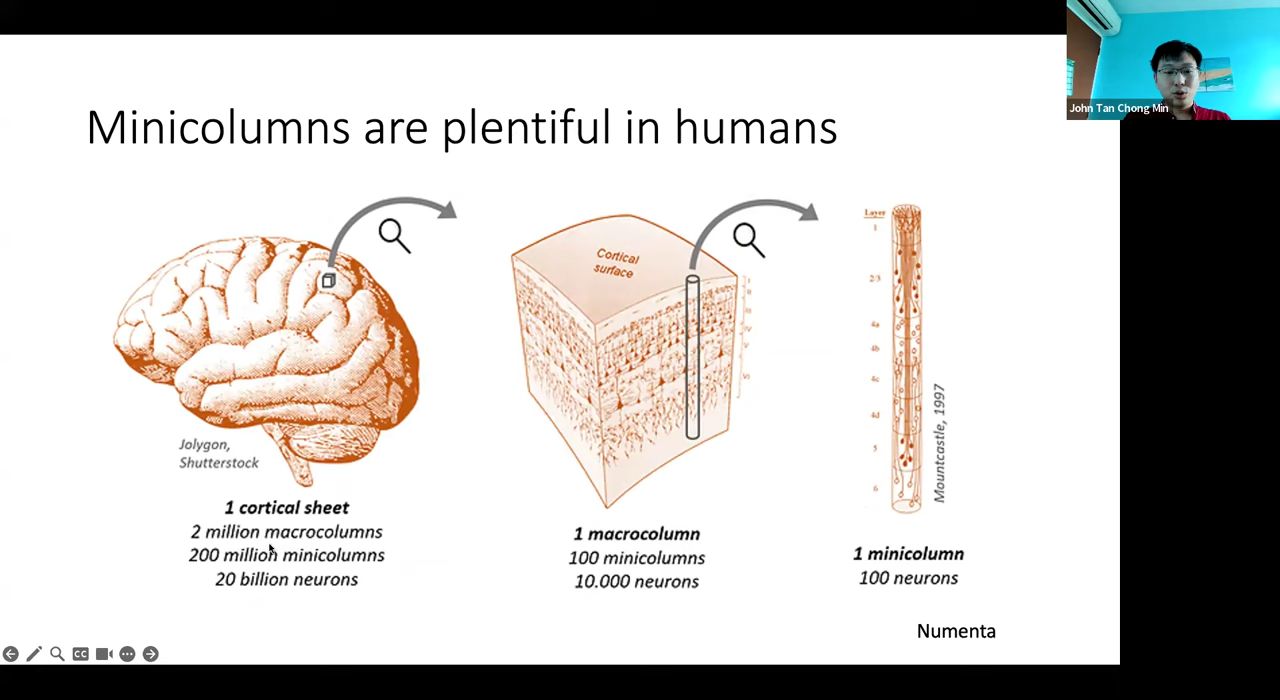 John Tan Chong Min
Minicolumns are plentiful in humans
Cortical
surface
Layer
1
2-3
4a
4b
4c
4d
5
6
Mountcastle, 1997
Jolygon,
Shutterstock
1 cortical sheet
2 million macrocolumns
200 million minicolumns
20 billion neurons
1 macrocolumn
100 minicolumns
10.000 neurons
1 minicolumn
100 neurons
Numenta
CC